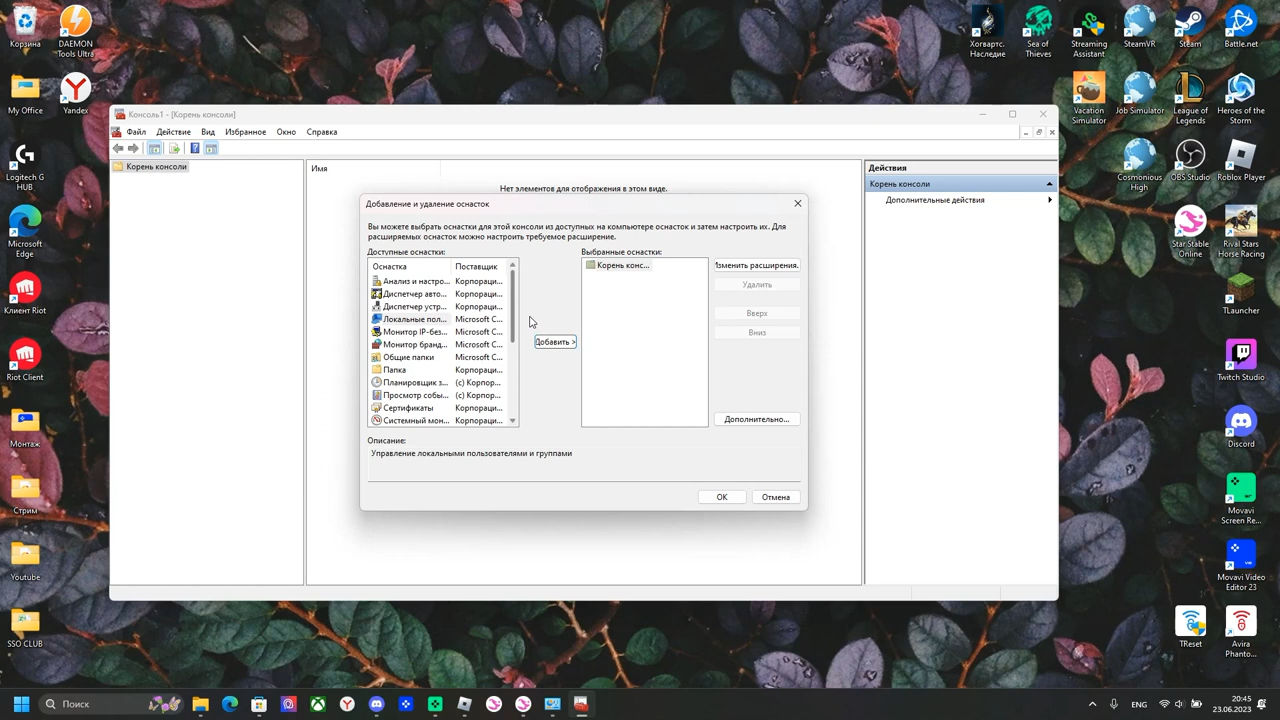 Корзина
DAEMON
Tools Ultra
My Office
Yandex
Logitech G
HUB
Microsoft
Edge
Клиент Riot
Riot Client
Монтаж
Стрим
Youtube
SSO CLUB
Хогвартс.
Наследие
Sea of
Thieves
Streaming
Assistant
SteamVR
Steam
Battle.net
Vacation
Simulator
Job Simulator
League of
Legends
Heroes of the
Storm
Cosmonious
High
OBS Studio
Roblox Player
Star Stable
Online
Rival Stars
Horse Racing
TLauncher
Twitch Studio
Discord
Movavi
Screen Re...
Movavi Video
Editor 23
TReset
Avira
Phanto...
Консоль1 - [Корень консоли]
Файл Действие Вид Избранное Окно Справка
Корень консоли
Имя
Нет элементов для отображения в этом виде.
Действия
Корень консоли
Дополнительные действия
Добавление и удаление оснасток
Вы можете выбрать оснастки для этой консоли из доступных на компьютере оснасток и затем настроить их. Для
расширяемых оснасток можно настроить требуемое расширение.
Доступные оснастки:
Оснастка Поставщик
Анализ и настро... Корпораци...
Диспетчер авто... Корпораци...
Диспетчер устр... Корпораци...
Локальные пол... Microsoft C...
Монитор IP-без... Microsoft C...
Монитор бранд... Microsoft C...
Общие папки Microsoft C...
Папка Корпораци...
Планировщик з... (с) Корпор...
Просмотр собы... (с) Корпор...
Сертификаты Корпораци...
Системный мон... Корпораци...
Добавить >
Выбранные оснастки:
Корень конс...
Изменить расширения.
Удалить
Вверх
Вниз
Дополнительно...
Описание:
Управление локальными пользователями и группами
ОК
Отмена
Поиск
ENG
20:45
23.06.2023